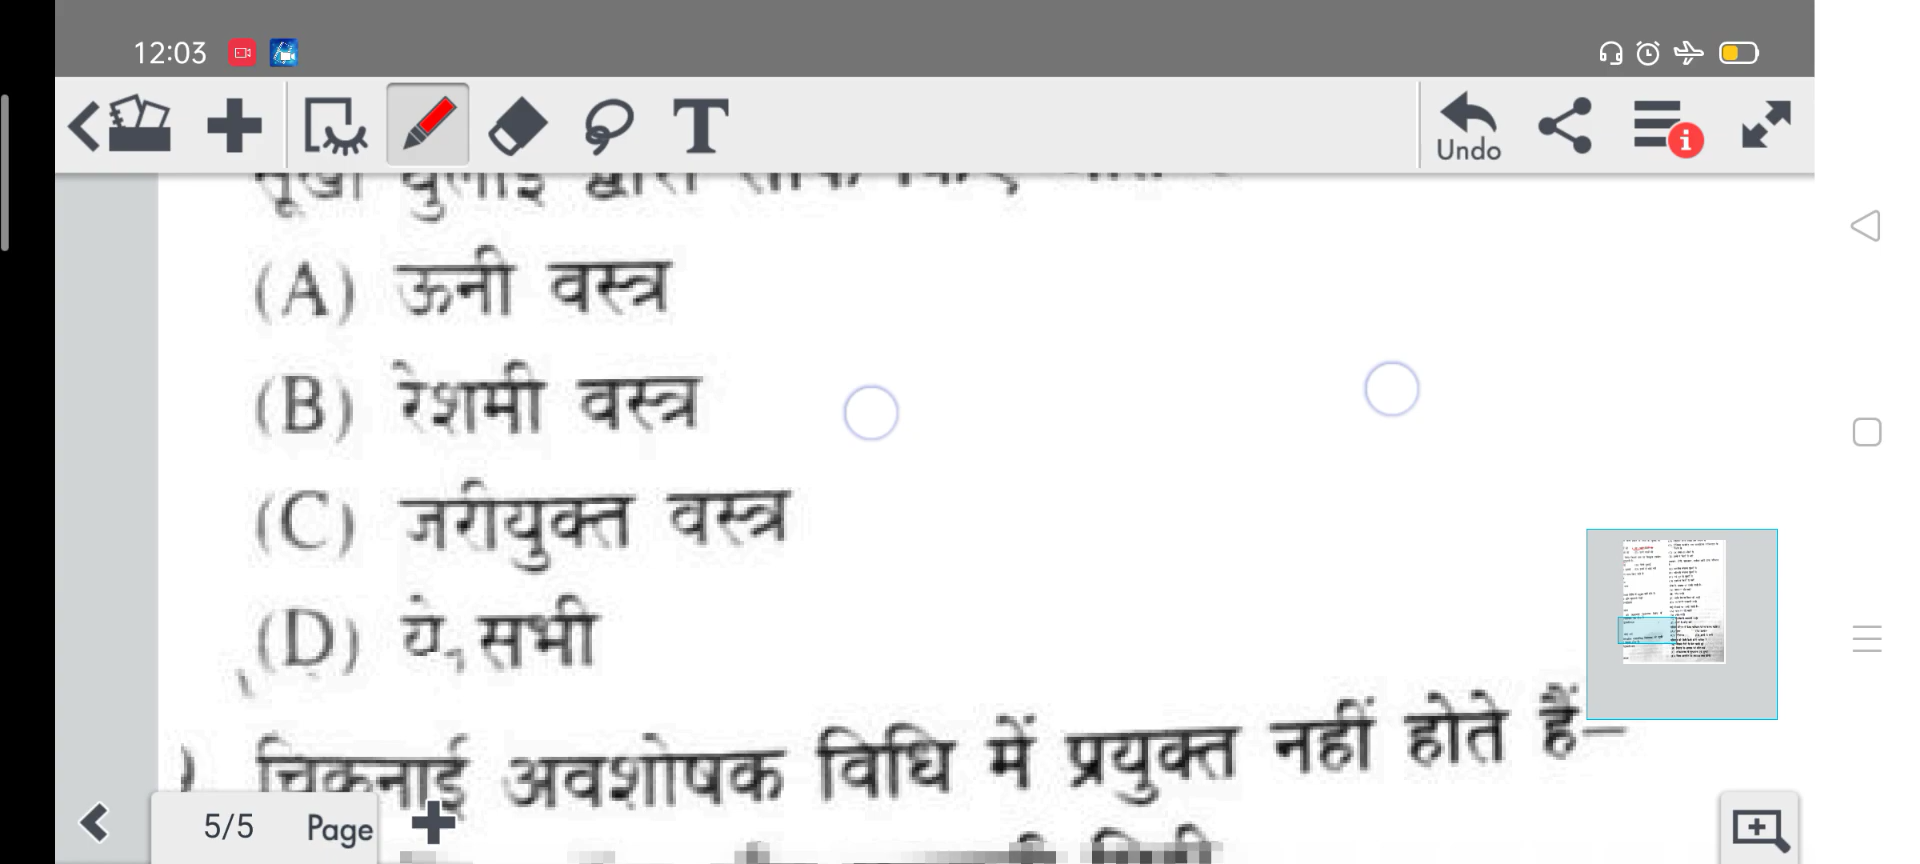 12:03
Undo
(A) ऊनी वस्त्र
(B) रेशमी वस्त्र
(C) जरीयुक्त वस्त्र
(D) ये, सभी
) चिकनाई अवशोषक विधि में प्रयुक्त नहीं होते हैं–
5/5 Page